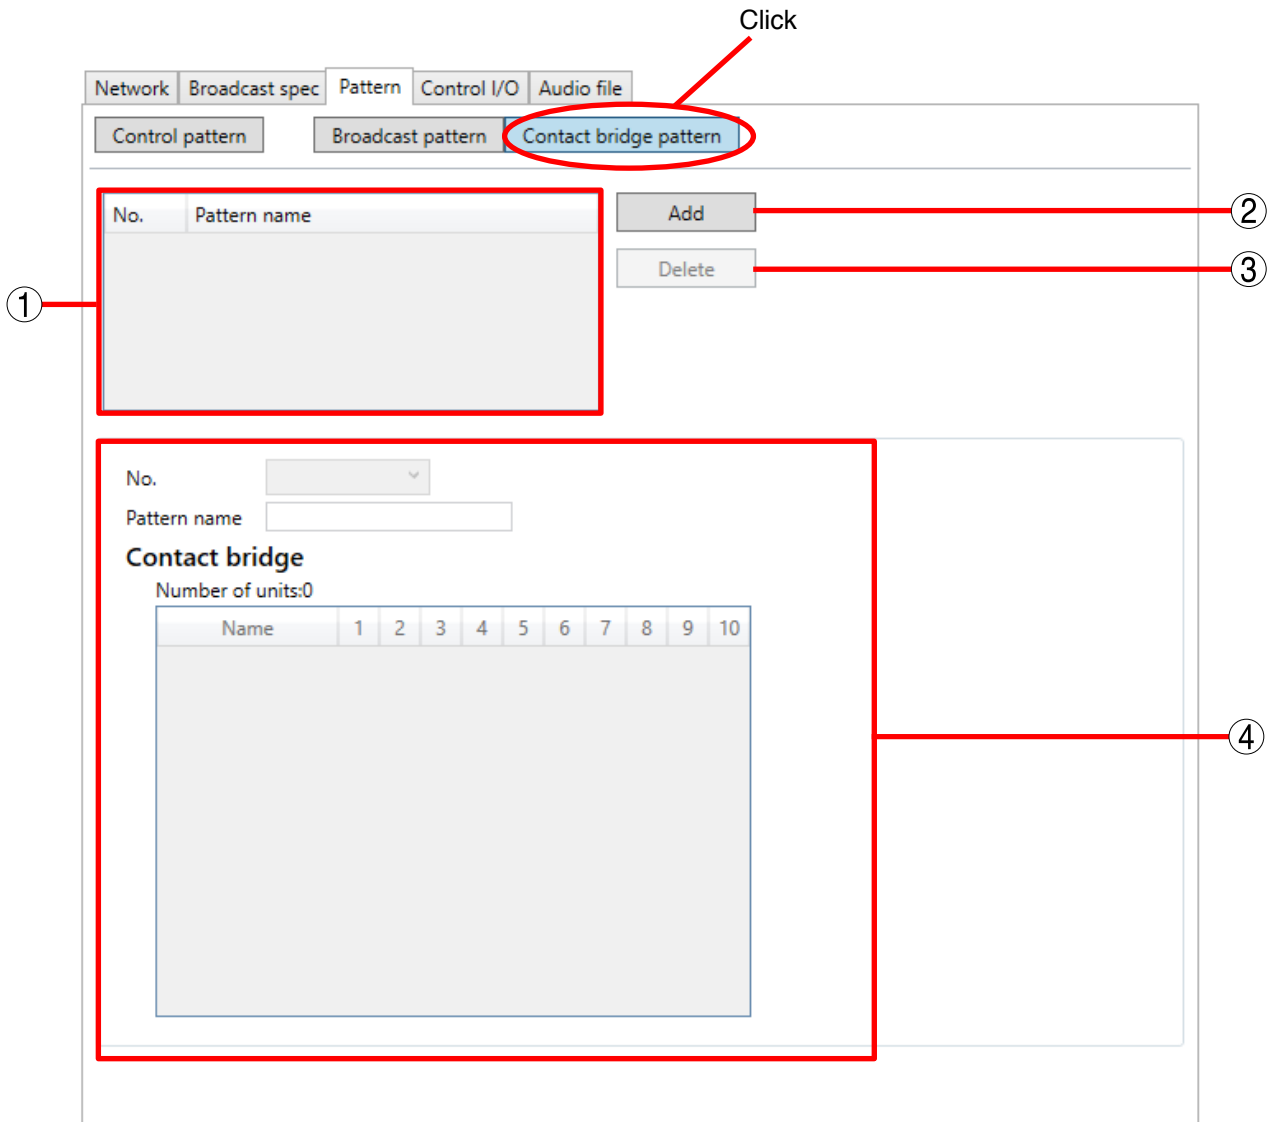 Click
Network Broadcast spec Pattern Control I/O Audio file
Control pattern Broadcast pattern Contact bridge pattern
No. Pattern name Add ②
Delete ③
①
No.
Pattern name
Contact bridge
Number of units:0
Name 1 2 3 4 5 6 7 8 9 10
④